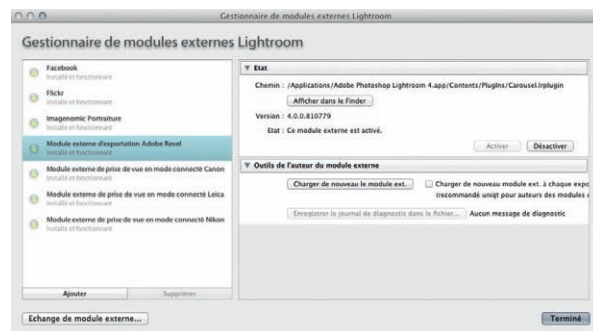 Gestionnaire de modules externes Lightroom
Gestionnaire de modules externes Lightroom
Facebook
Installé et fonctionnant
Flickr
Installé et fonctionnant
Imagenomic Portraiture
Installé et fonctionnant
Module externe d'exportation Adobe Revel
Installé et fonctionnant
Module externe de prise de vue en mode connecté Canon
Installé et fonctionnant
Module externe de prise de vue en mode connecté Leica
Installé et fonctionnant
Module externe de prise de vue en mode connecté Nikon
Installé et fonctionnant
Ajouter Supprimer
Echange de module externe...
Etat
Chemin : /Applications/Adobe Photoshop Lightroom 4.app/Contents/PlugIns/Carousel.lrplugin
Afficher dans le Finder
Version : 4.0.0.810779
Etat : Ce module externe est activé.
Activer Désactiver
Outils de l'auteur du module externe
Charger de nouveau le module ext. Charger de nouveau module ext. à chaque expo
(recommandé uniqt pour auteurs des modules e
Enregistrer le journal de diagnostic dans le fichier... Aucun message de diagnostic
Terminé